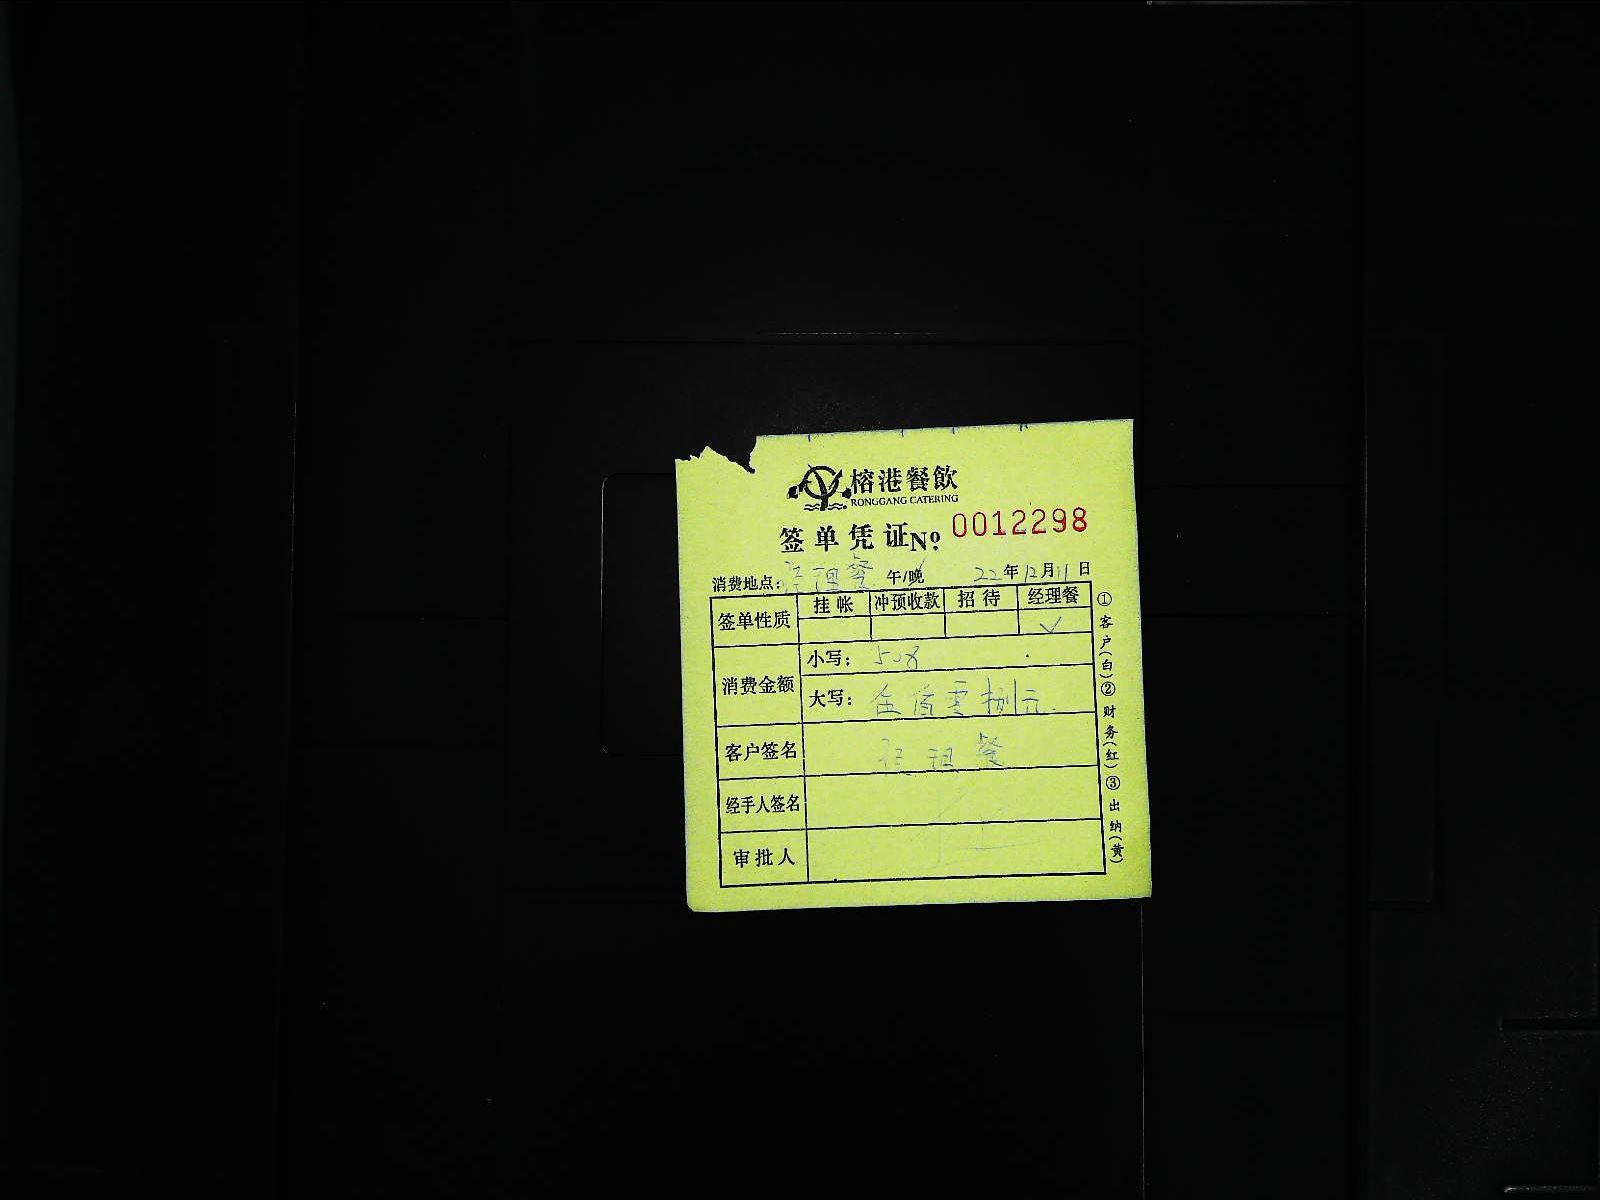 榕港餐飲
RONGGANG CATERING
签单凭证 Nº: 0012298
消费地点: 经理餐 午/晚 22年12月11日
签单性质 挂帐 冲预收款 招待 经理餐
✓
消费金额 小写: 508
大写: 伍佰零捌元
客户签名 经理餐
经手人签名
审批人
①客户(白)②财务(红)③出纳(黄)